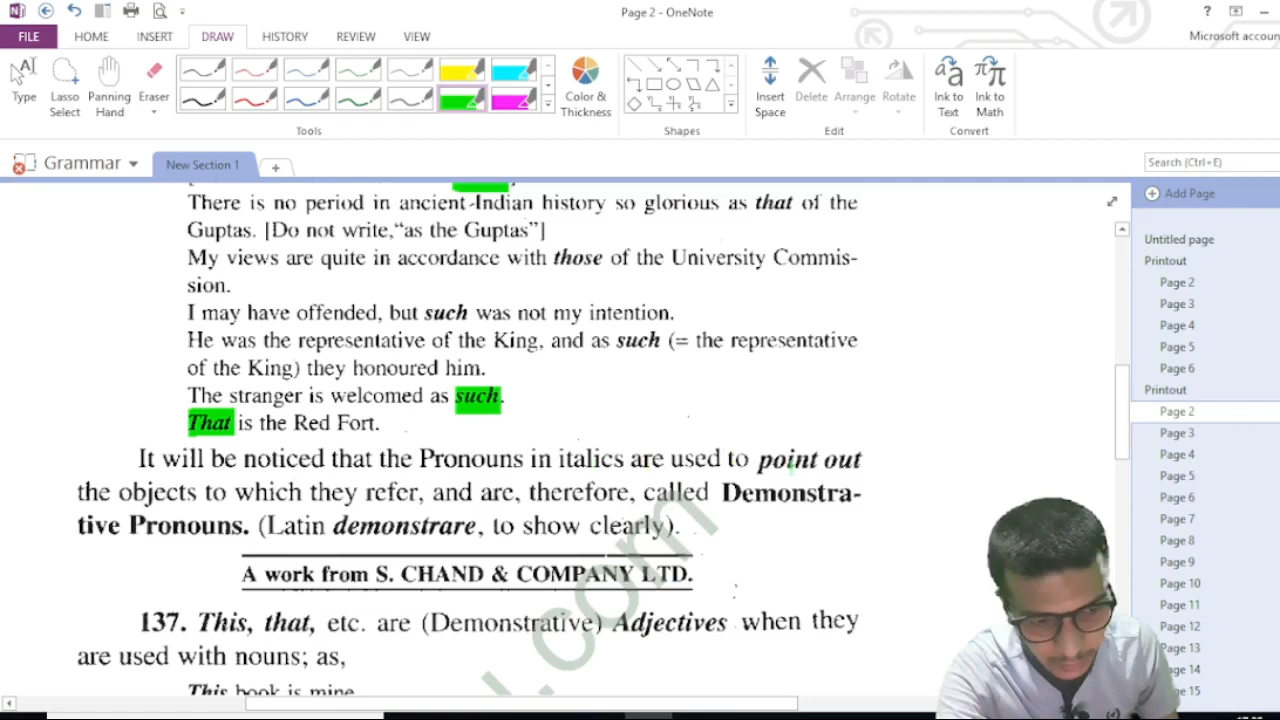 Page 2 - OneNote
?
Microsoft accoun
FILE HOME INSERT DRAW HISTORY REVIEW VIEW
Type
Lasso Select
Panning Hand
Eraser
Color & Thickness
Insert Space
Delete
Arrange
Rotate
Ink to Text
Ink to Math
Tools
Shapes
Edit
Convert
Grammar
New Section 1
Search (Ctrl+E)
There is no period in ancient Indian history so glorious as that of the
Guptas. [Do not write,“as the Guptas”]
My views are quite in accordance with those of the University Commis-
sion.
I may have offended, but such was not my intention.
He was the representative of the King, and as such (= the representative
of the King) they honoured him.
The stranger is welcomed as such.
That is the Red Fort.
It will be noticed that the Pronouns in italics are used to point out
the objects to which they refer, and are, therefore, called Demonstra-
tive Pronouns. (Latin demonstrare, to show clearly).
A work from S. CHAND & COMPANY LTD.
137. This, that, etc. are (Demonstrative) Adjectives when they
are used with nouns; as,
This book is mine
.com
Add Page
Untitled page
Printout
Page 2
Page 3
Page 4
Page 5
Page 6
Printout
Page 2
Page 3
Page 4
Page 5
Page 6
Page 7
Page 8
Page 9
Page 10
Page 11
Page 12
Page 13
Page 14
Page 15